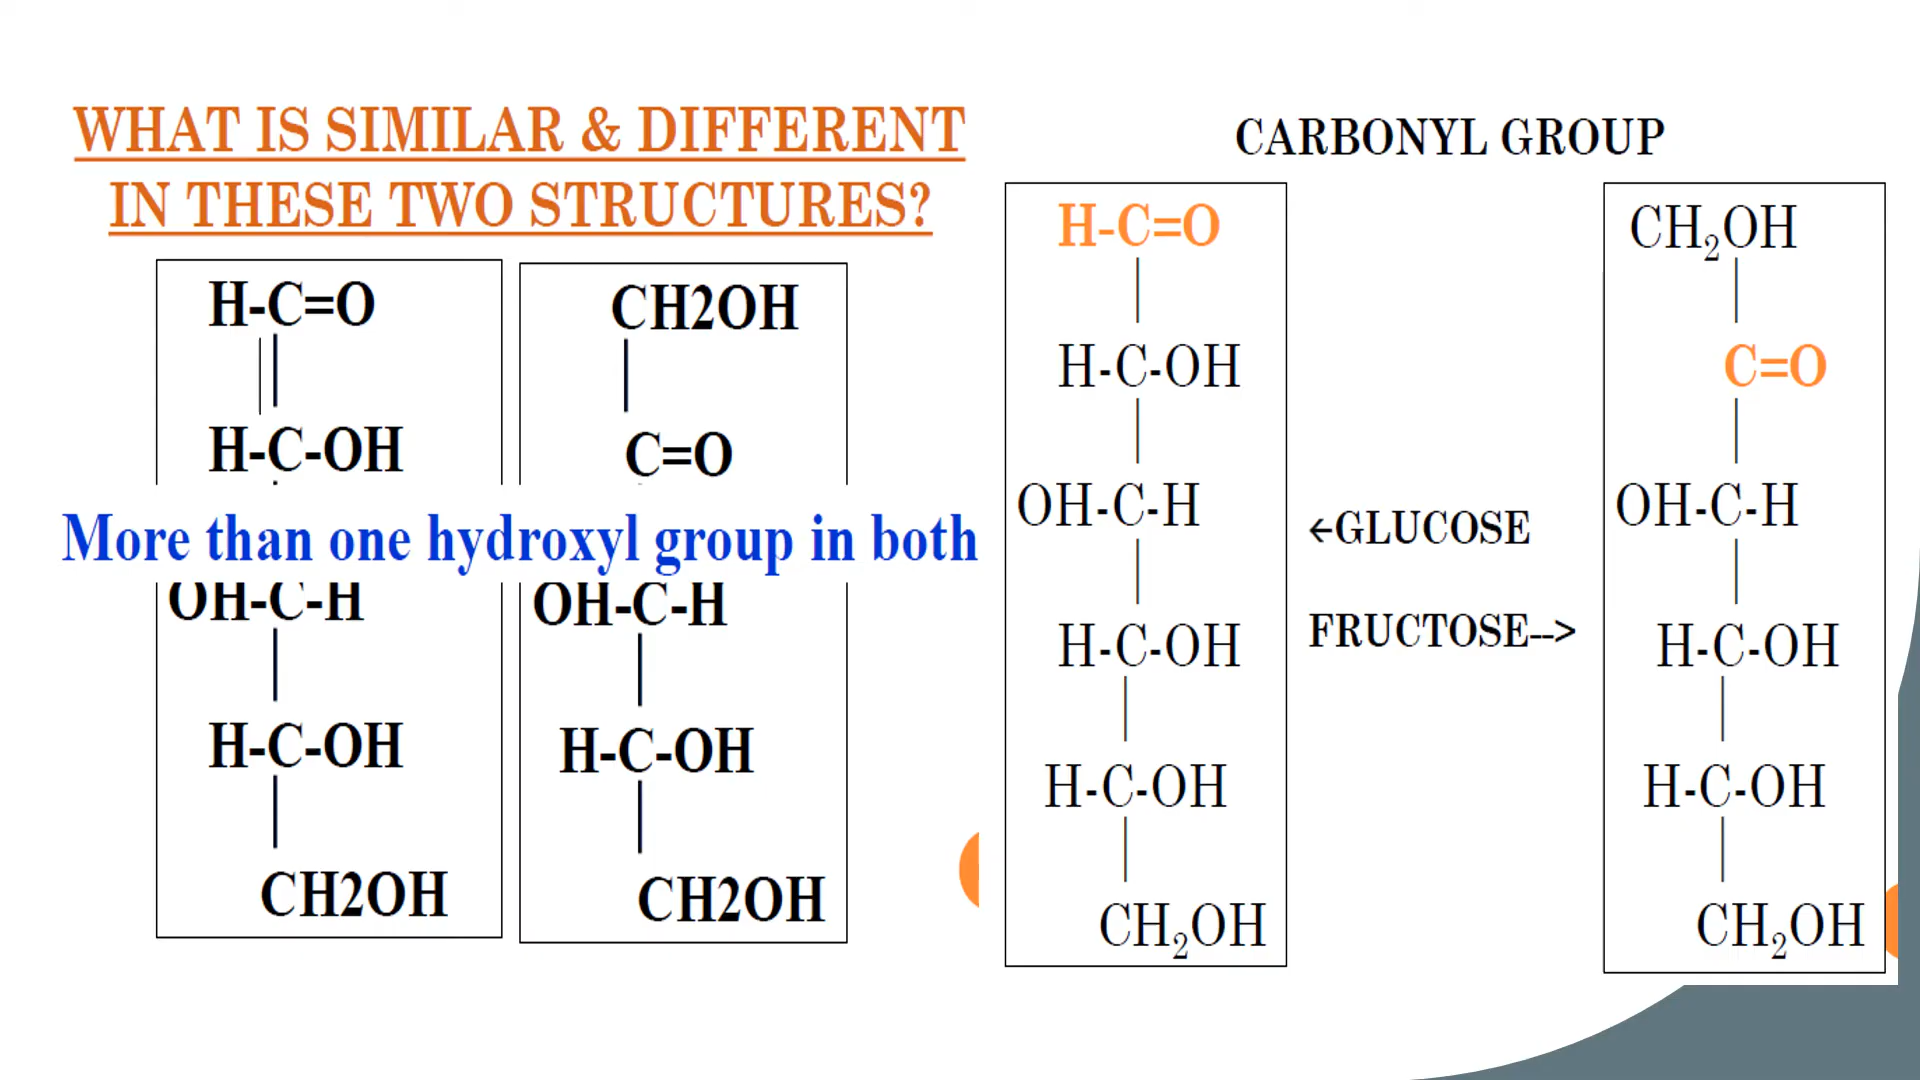 WHAT IS SIMILAR & DIFFERENT
IN THESE TWO STRUCTURES?
H-C=O
H-C-OH
CH2OH
C=O
More than one hydroxyl group in both
OH-C-H
H-C-OH
CH2OH
OH-C-H
H-C-OH
CH2OH
CARBONYL GROUP
H-C=O
H-C-OH
OH-C-H
H-C-OH
H-C-OH
CH₂OH
←GLUCOSE
FRUCTOSE-->
CH₂OH
C=O
OH-C-H
H-C-OH
H-C-OH
CH₂OH